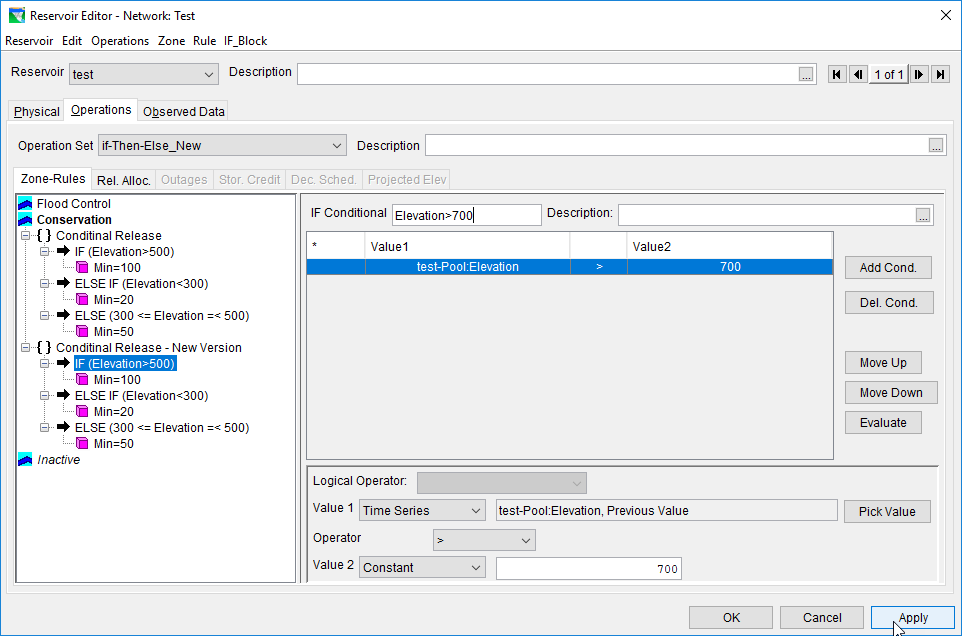 Reservoir Editor - Network: Test
Reservoir Edit Operations Zone Rule IF_Block
Reservoir test Description ... 1 of 1
Physical Operations Observed Data
Operation Set if-Then-Else_New Description ...
Zone-Rules Rel. Alloc. Outages Stor. Credit Dec. Sched. Projected Elev
Flood Control
Conservation
{ } Conditinal Release
IF (Elevation>500)
Min=100
ELSE IF (Elevation<300)
Min=20
ELSE (300 <= Elevation =< 500)
Min=50
{ } Conditinal Release - New Version
IF (Elevation>500)
Min=100
ELSE IF (Elevation<300)
Min=20
ELSE (300 <= Elevation =< 500)
Min=50
Inactive
IF Conditional Elevation>700 Description: ...
* Value1 Value2
test-Pool:Elevation > 700
Add Cond.
Del. Cond.
Move Up
Move Down
Evaluate
Logical Operator:
Value 1 Time Series test-Pool:Elevation, Previous Value Pick Value
Operator >
Value 2 Constant 700
OK Cancel Apply